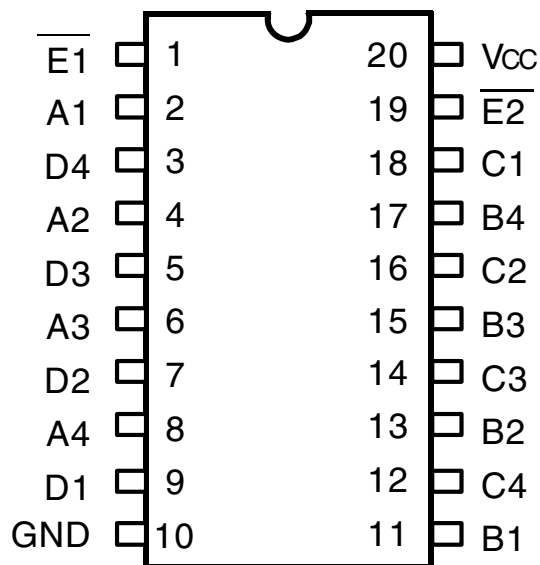 E̅1̅ 1 20 VCC
A1 2 19 E̅2̅
D4 3 18 C1
A2 4 17 B4
D3 5 16 C2
A3 6 15 B3
D2 7 14 C3
A4 8 13 B2
D1 9 12 C4
GND 10 11 B1